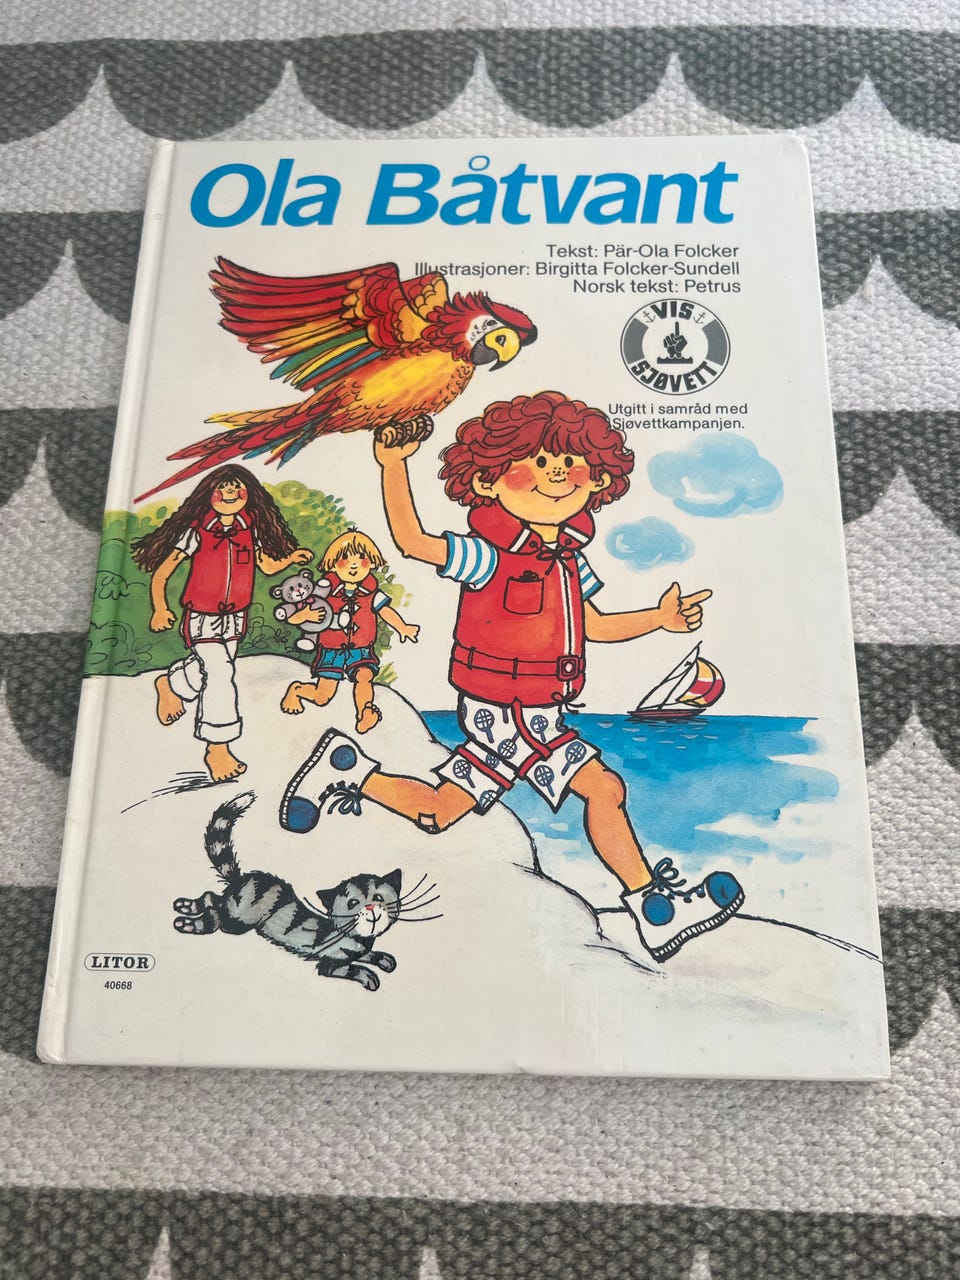 Ola Båtvant
Tekst: Pär-Ola Folcker
Illustrasjoner: Birgitta Folcker-Sundell
Norsk tekst: Petrus
VIS
SJØVETT
Utgitt i samråd med
Sjøvettkampanjen.
LITOR
40668